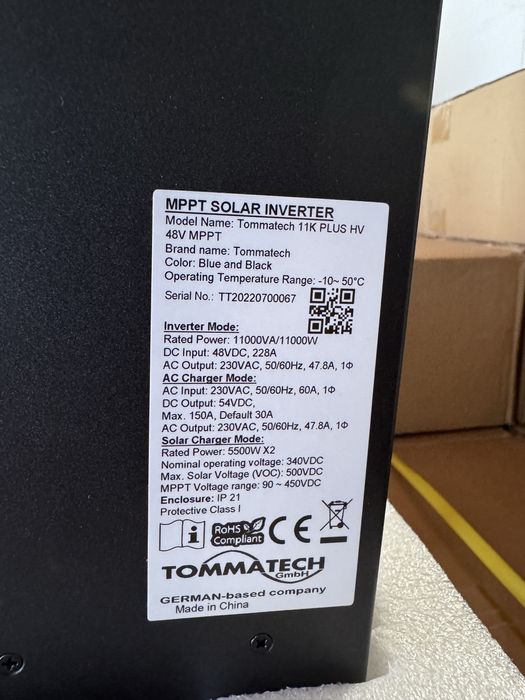 MPPT SOLAR INVERTER
Model Name: Tommatech 11K PLUS HV
48V MPPT
Brand name: Tommatech
Color: Blue and Black
Operating Temperature Range: -10~ 50°C
Serial No.: TT20220700067
Inverter Mode:
Rated Power: 11000VA/11000W
DC Input: 48VDC, 228A
AC Output: 230VAC, 50/60Hz, 47.8A, 1Φ
AC Charger Mode:
AC Input: 230VAC, 50/60Hz, 60A, 1Φ
DC Output: 54VDC,
Max. 150A, Default 30A
AC Output: 230VAC, 50/60Hz, 47.8A, 1Φ
Solar Charger Mode:
Rated Power: 5500W X2
Nominal operating voltage: 340VDC
Max. Solar Voltage (VOC): 500VDC
MPPT Voltage range: 90 ~ 450VDC
Enclosure: IP 21
Protective Class I
i RoHS CE
Compliant
TOMMATECH
GmbH
GERMAN-based company
Made in China